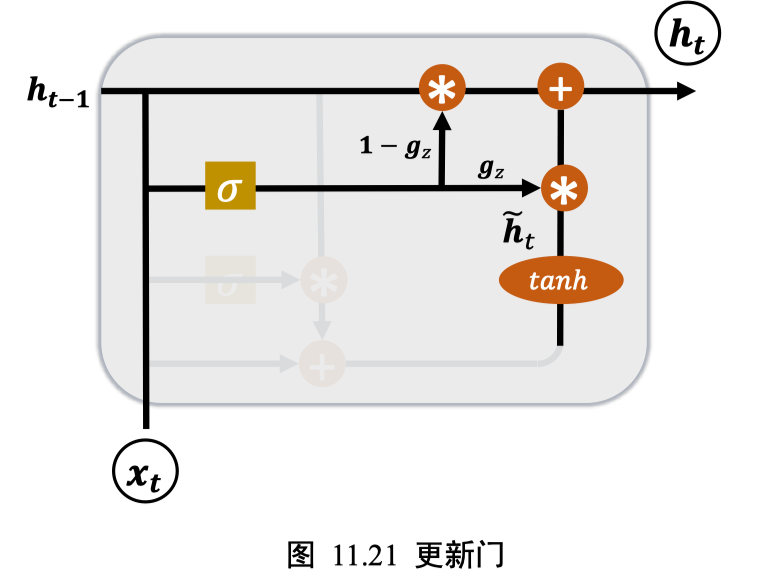 h_t
h_{t-1}
*
+
1 − g_z
g_z
σ
*
h̃_t
σ
*
tanh
+
x_t
图 11.21 更新门